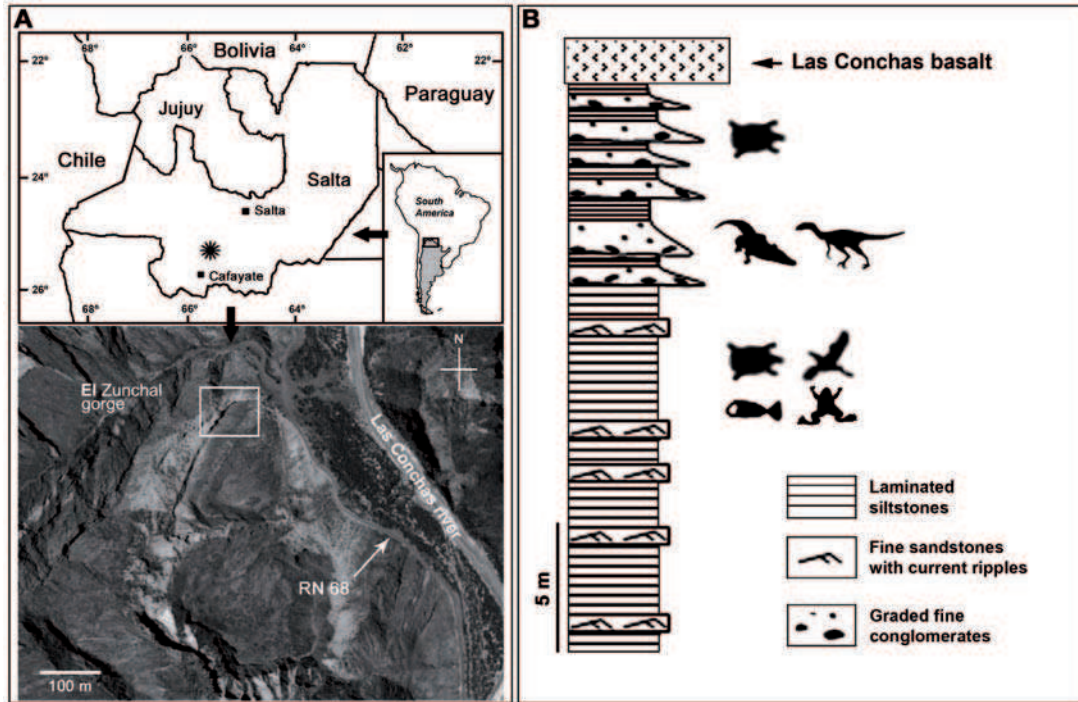 A
68°
66°
64°
62°
Bolivia
22°
22°
Paraguay
Jujuy
Chile
24°
24°
Salta
South
America
Salta
Cafayate
26°
26°
68°
66°
64°
N
El Zunchal
gorge
Las Conchas river
RN 68
100 m
B
Las Conchas basalt
5 m
Laminated
siltstones
Fine sandstones
with current ripples
Graded fine
conglomerates